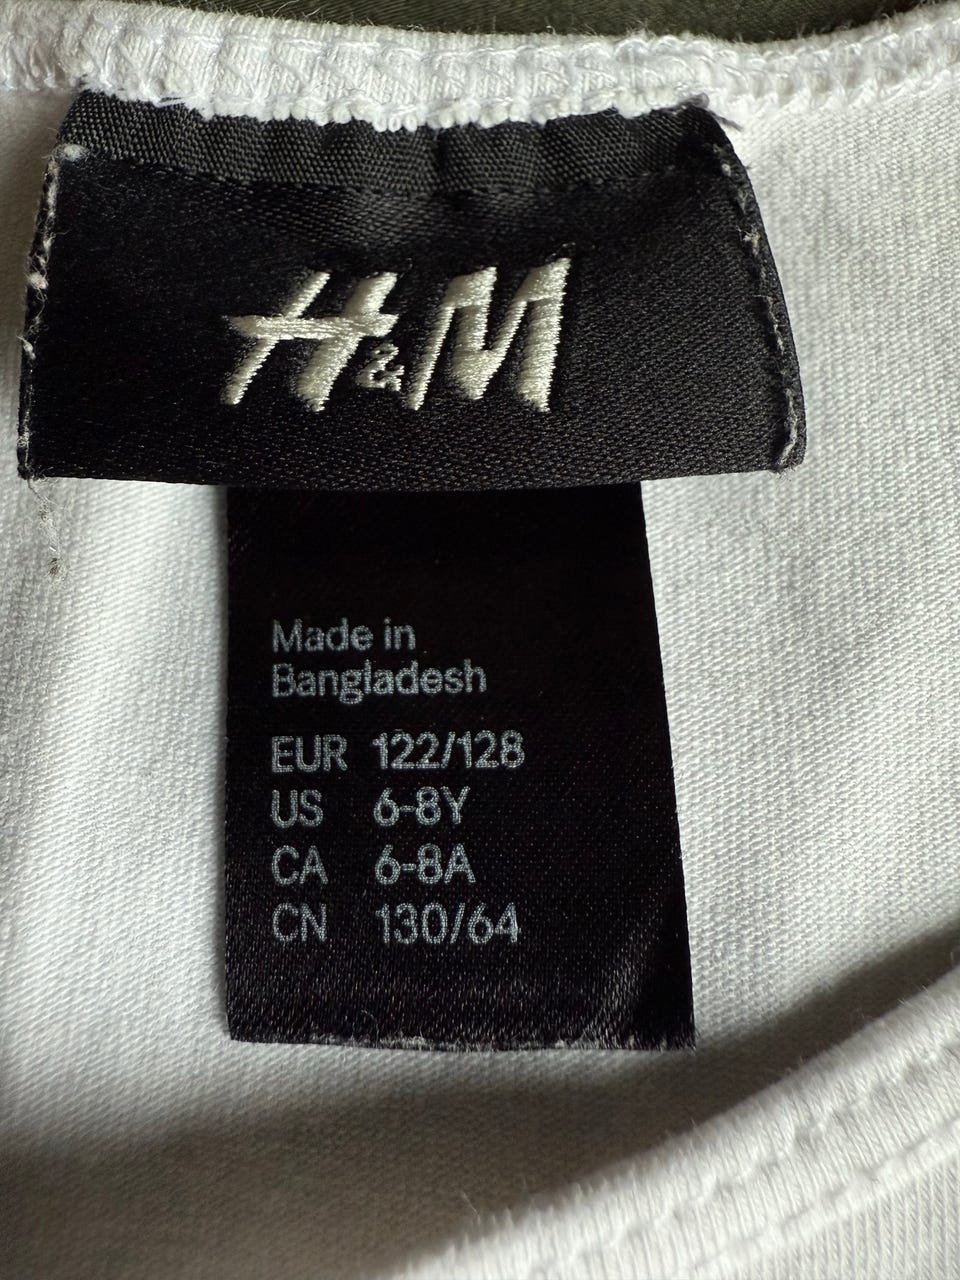 H&M
Made in
Bangladesh
EUR 122/128
US 6-8Y
CA 6-8A
CN 130/64